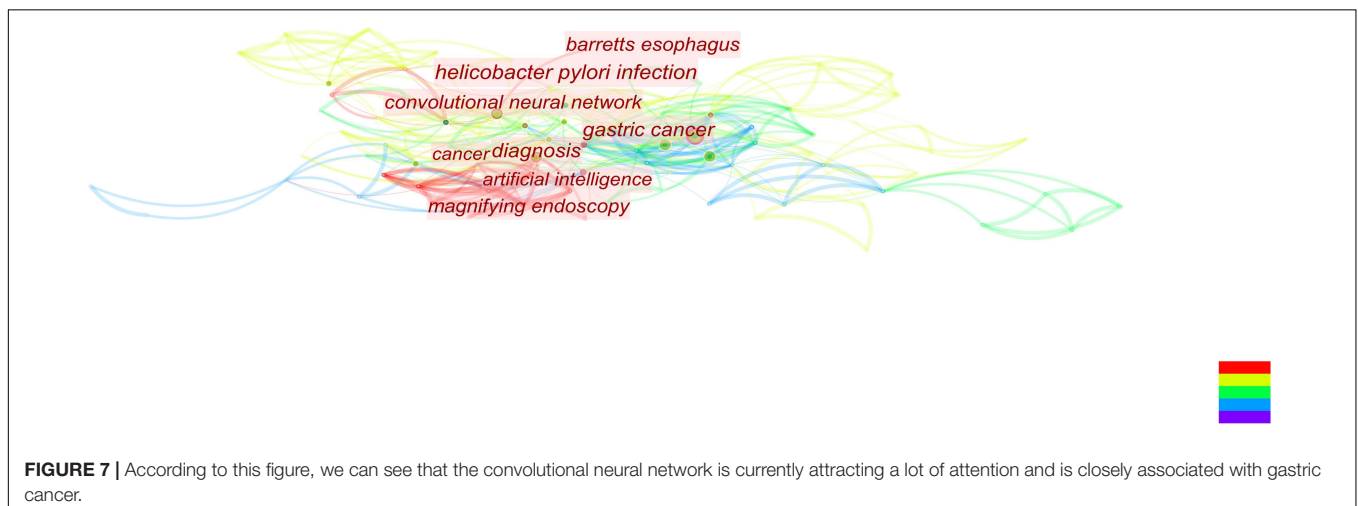 barretts esophagus
helicobacter pylori infection
convolutional neural network
gastric cancer
cancer diagnosis
artificial intelligence
magnifying endoscopy
FIGURE 7 | According to this figure, we can see that the convolutional neural network is currently attracting a lot of attention and is closely associated with gastric
cancer.